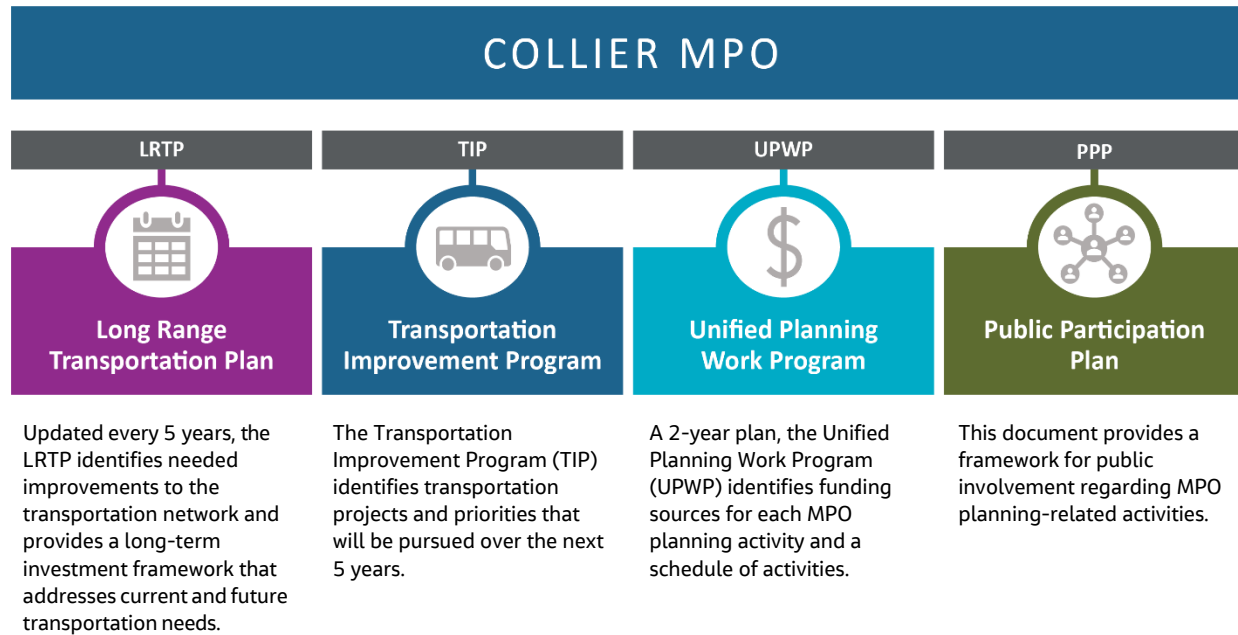 COLLIER MPO
LRTP
Long Range
Transportation Plan
Updated every 5 years, the
LRTP identifies needed
improvements to the
transportation network and
provides a long-term
investment framework that
addresses current and future
transportation needs.
TIP
Transportation
Improvement Program
The Transportation
Improvement Program (TIP)
identifies transportation
projects and priorities that
will be pursued over the next
5 years.
UPWP
Unified Planning
Work Program
A 2-year plan, the Unified
Planning Work Program
(UPWP) identifies funding
sources for each MPO
planning activity and a
schedule of activities.
PPP
Public Participation
Plan
This document provides a
framework for public
involvement regarding MPO
planning-related activities.